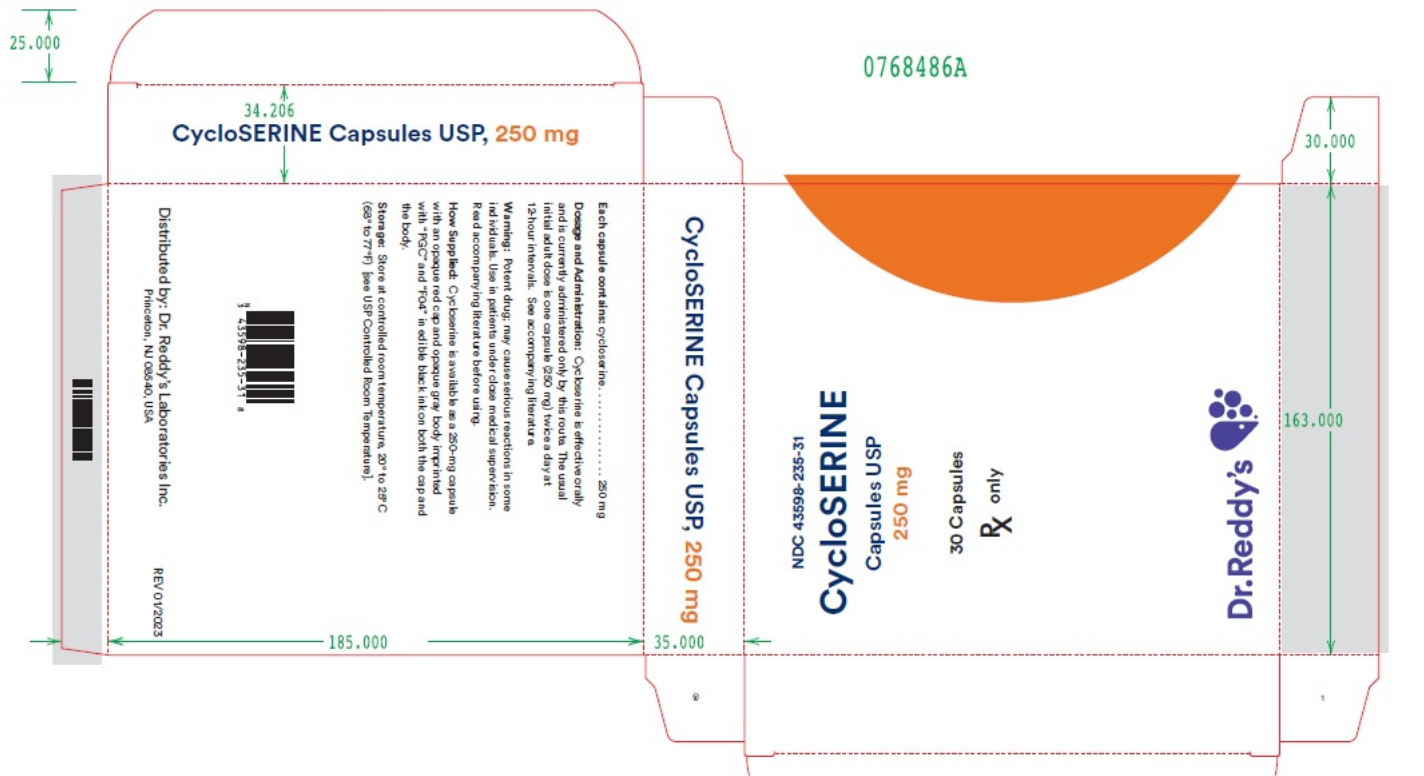 25.000
0768486A
34.206
CycloSERINE Capsules USP, 250 mg
30.000
Each capsule contains: cycloserine. . . . . . . . . . . . . . 250 mg
Dosage and Administration: Cycloserine is effective orally
and is currently administered only by this route. The usual
initial adult dose is one capsule (250 mg) twice a day at
12-hour intervals. See accompanying literature.
Warning: Potent drug; may cause serious reactions in some
individuals. Use in patients under close medical supervision.
Read accompanying literature before using.
How Supplied: Cycloserine is available as a 250-mg capsule
with an opaque red cap and opaque gray body imprinted
with "PGC" and "F04" in edible black ink on both the cap and
the body.
Storage: Store at controlled room temperature, 20° to 25°C
(68° to 77°F) [see USP Controlled Room Temperature].
N
3 43598-235-31 8
Distributed by: Dr. Reddy's Laboratories Inc.
Princeton, NJ 08540, USA
REV 01/2023
CycloSERINE Capsules USP, 250 mg
NDC 43598-235-31
CycloSERINE
Capsules USP
250 mg
30 Capsules
Rx only
Dr.Reddy's
163.000
185.000
35.000
1